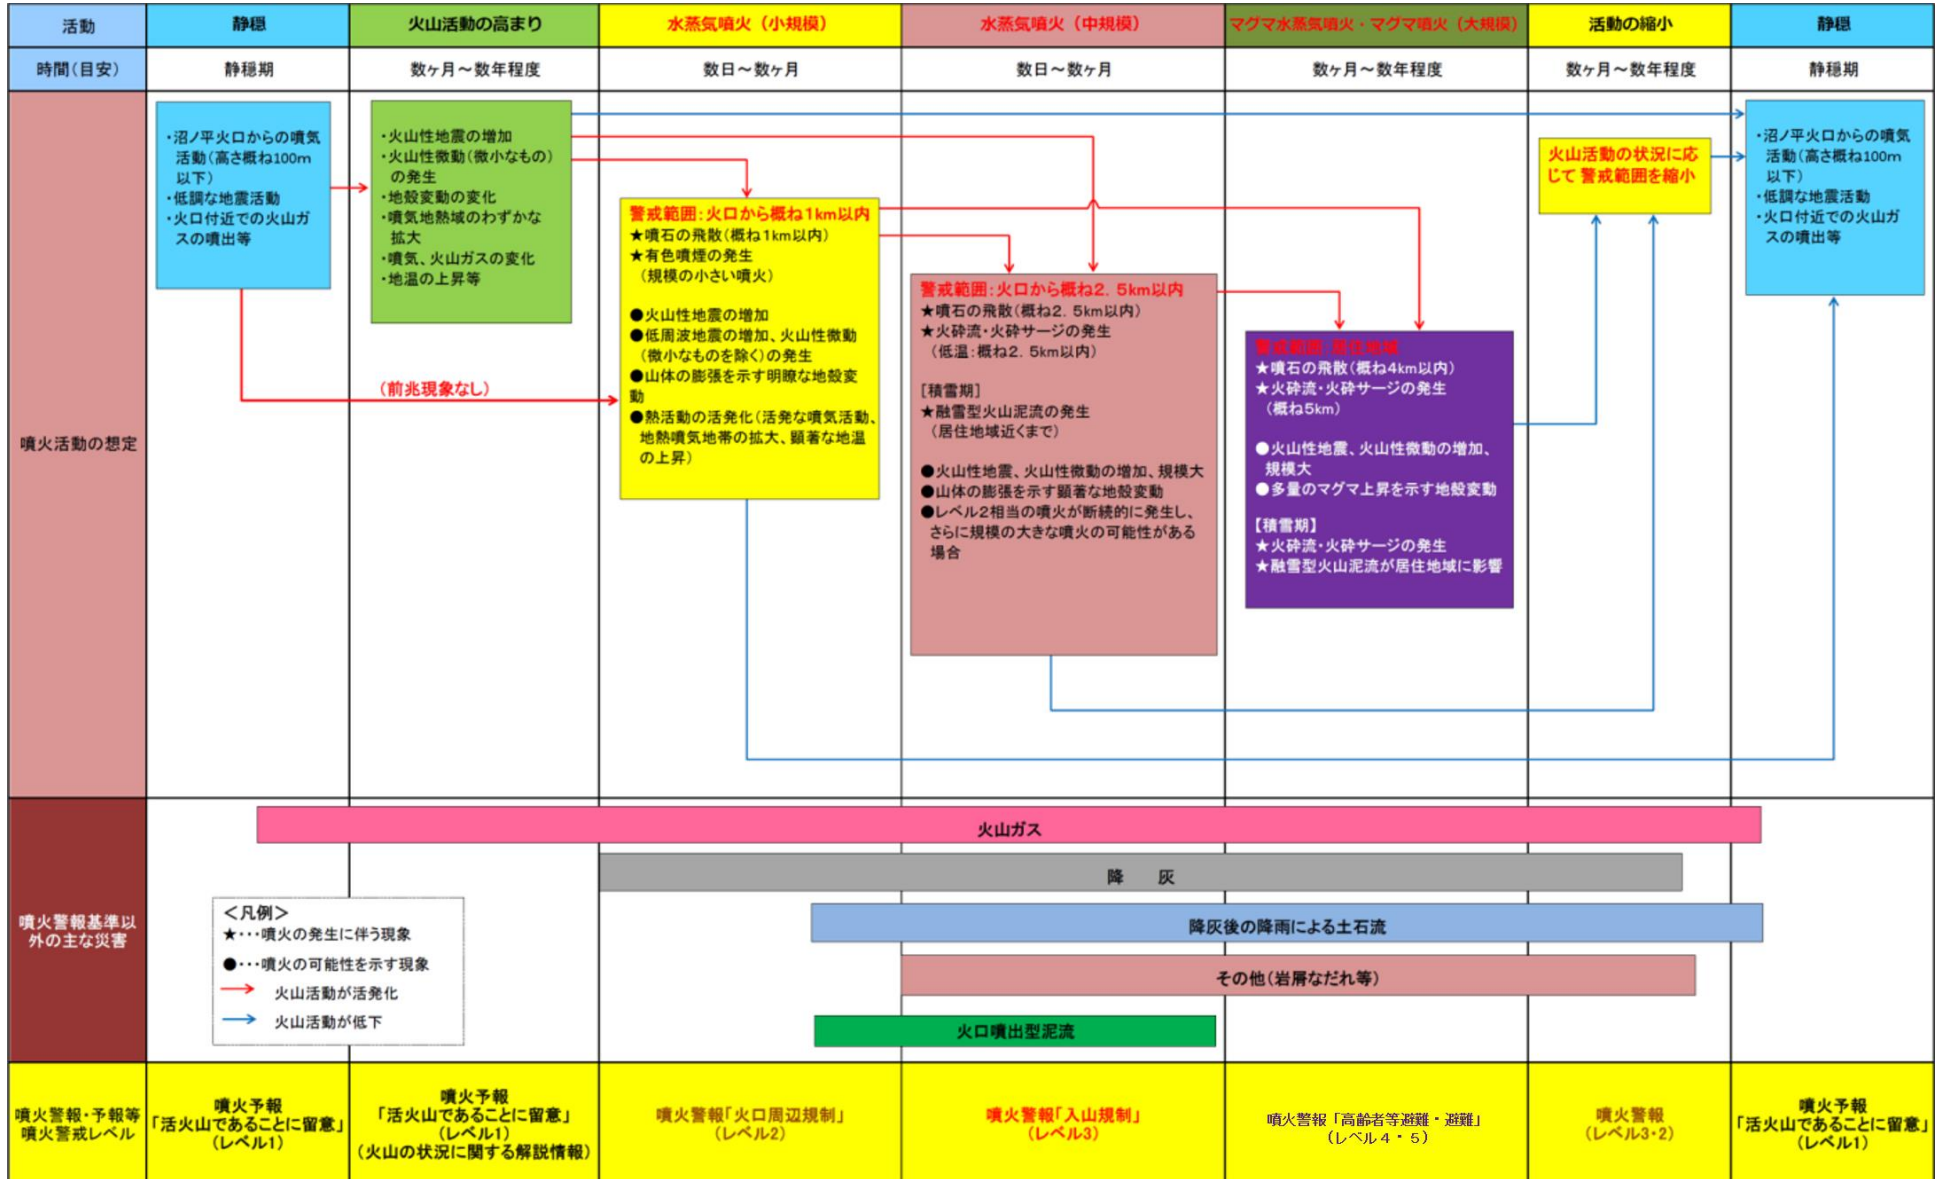 活動
静穏
火山活動の高まり
水蒸気噴火（小規模）
水蒸気噴火（中規模）
マグマ水蒸気噴火・マグマ噴火（大規模）
活動の縮小
静穏
時間（目安）
静穏期
数ヶ月～数年程度
数日～数ヶ月
数日～数ヶ月
数ヶ月～数年程度
数ヶ月～数年程度
静穏期
噴火活動の想定
・沼ノ平火口からの噴気
活動（高さ概ね100m
以下）
・低調な地震活動
・火口付近での火山ガ
スの噴出等
・火山性地震の増加
・火山性微動（微小なもの）
の発生
・地殻変動の変化
・噴気地熱域のわずかな
拡大
・噴気、火山ガスの変化
・地温の上昇等
（前兆現象なし）
警戒範囲：火口から概ね1km以内
★噴石の飛散（概ね1km以内）
★有色噴煙の発生
（規模の小さい噴火）
●火山性地震の増加
●低周波地震の増加、火山性微動
（微小なものを除く）の発生
●山体の膨張を示す明瞭な地殻変
動
●熱活動の活発化（活発な噴気活動、
地熱噴気地帯の拡大、顕著な地温
の上昇）
警戒範囲：火口から概ね2．5km以内
★噴石の飛散（概ね2．5km以内）
★火砕流・火砕サージの発生
（低温：概ね2．5km以内）
［積雪期］
★融雪型火山泥流の発生
（居住地域近くまで）
●火山性地震、火山性微動の増加、規模大
●山体の膨張を示す顕著な地殻変動
●レベル2相当の噴火が断続的に発生し、
さらに規模の大きな噴火の可能性がある
場合
警戒範囲：居住地域
★噴石の飛散（概ね4km以内）
★火砕流・火砕サージの発生
（概ね5km）
●火山性地震、火山性微動の増加、
規模大
●多量のマグマ上昇を示す地殻変動
【積雪期】
★火砕流・火砕サージの発生
★融雪型火山泥流が居住地域に影響
火山活動の状況に応
じて 警戒範囲を縮小
・沼ノ平火口からの噴気
活動（高さ概ね100m
以下）
・低調な地震活動
・火口付近での火山ガ
スの噴出等
噴火警報基準以
外の主な災害
火山ガス
降　灰
降灰後の降雨による土石流
その他（岩屑なだれ等）
火口噴出型泥流
＜凡例＞
★・・・噴火の発生に伴う現象
●・・・噴火の可能性を示す現象
火山活動が活発化
火山活動が低下
噴火警報・予報等
噴火警戒レベル
噴火予報
「活火山であることに留意」
（レベル1）
噴火予報
「活火山であることに留意」
（レベル1）
（火山の状況に関する解説情報）
噴火警報「火口周辺規制」
（レベル2）
噴火警報「入山規制」
（レベル3）
噴火警報「高齢者等避難・避難」
（レベル４・５）
噴火警報
（レベル3・2）
噴火予報
「活火山であることに留意」
（レベル1）